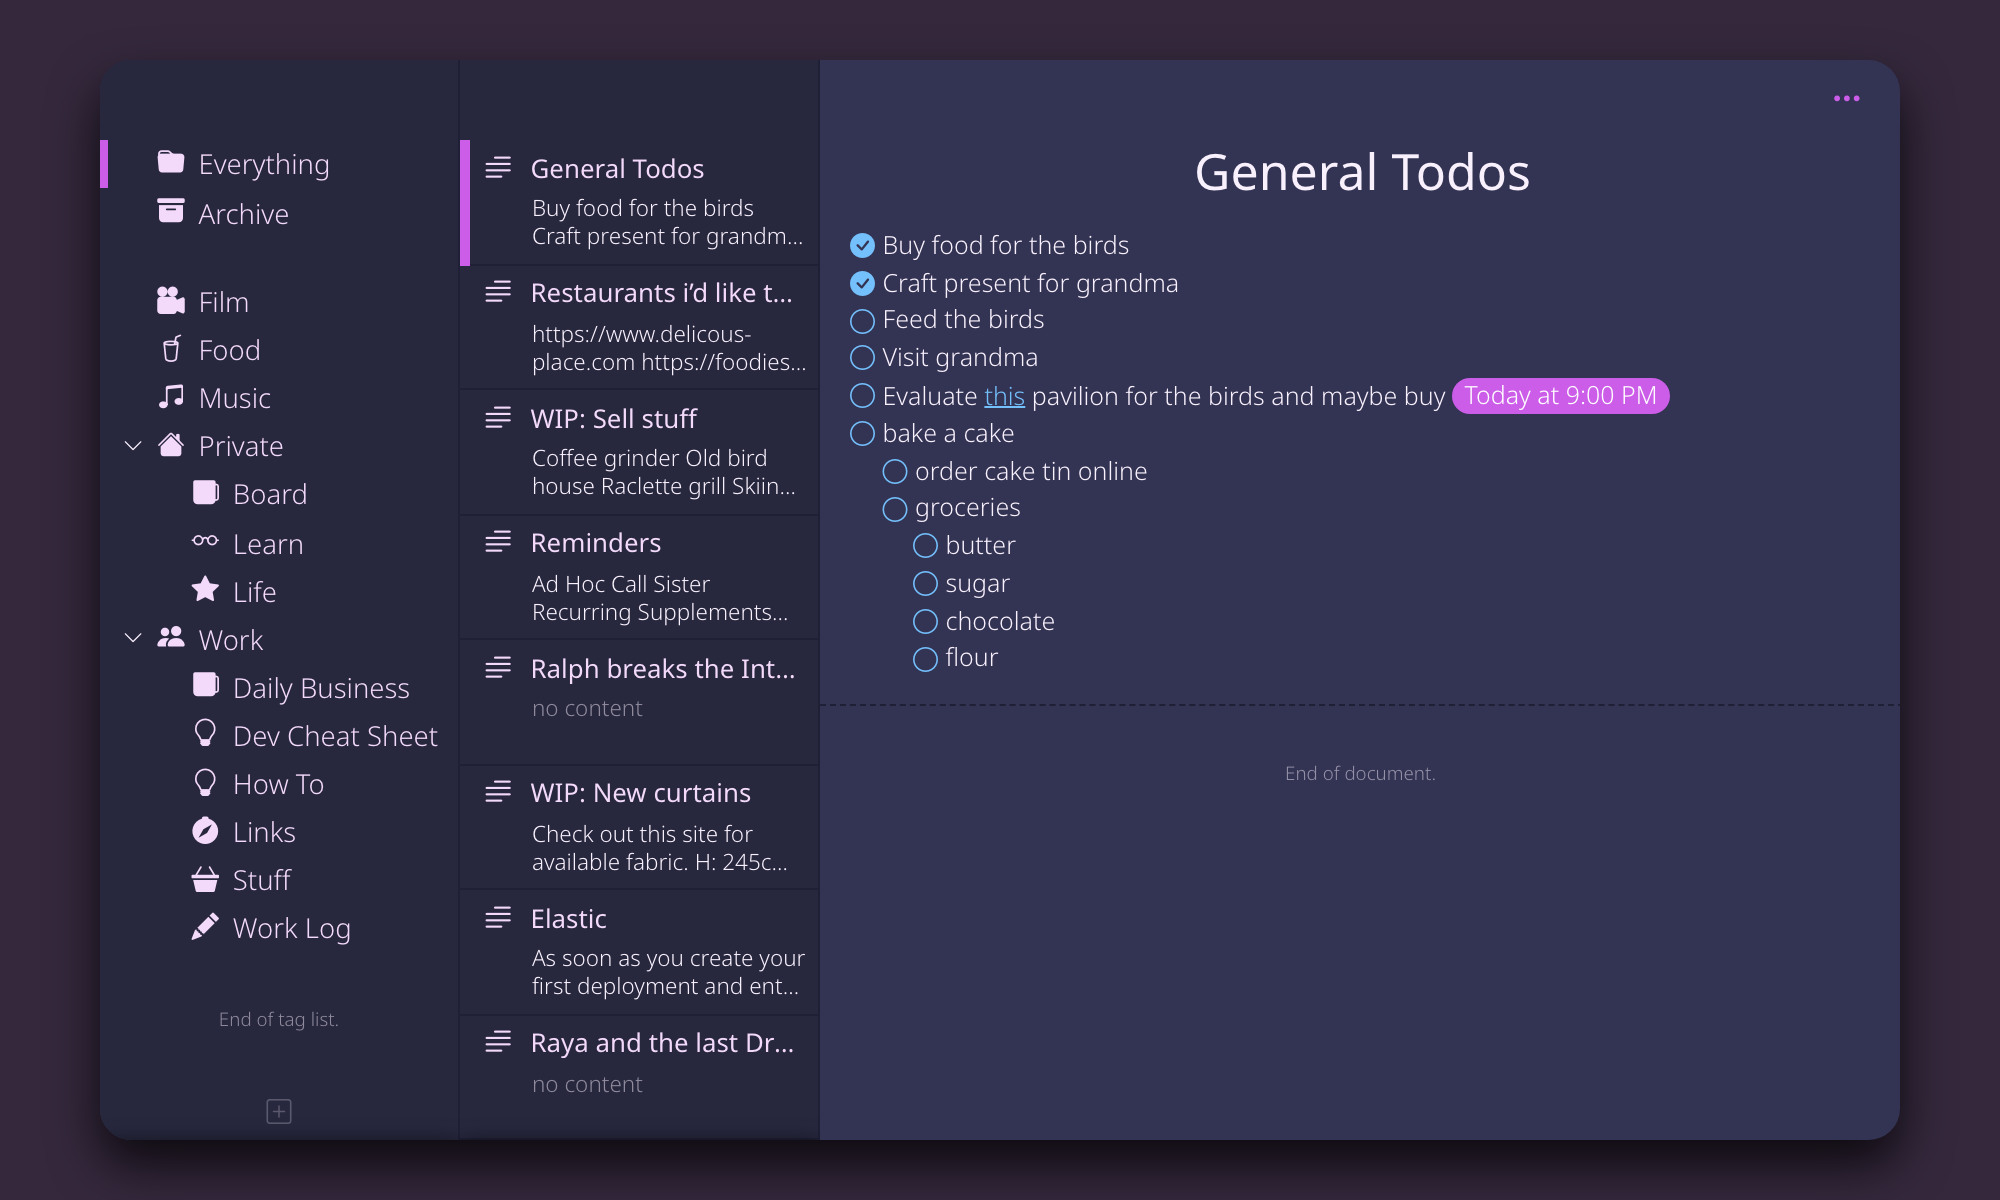 Everything
Archive
Film
Food
Music
Private
Board
Learn
Life
Work
Daily Business
Dev Cheat Sheet
How To
Links
Stuff
Work Log
End of tag list.
General Todos
Buy food for the birds
Craft present for grandm...
Restaurants i’d like t...
https://www.delicous-
place.com https://foodies...
WIP: Sell stuff
Coffee grinder Old bird
house Raclette grill Skiin...
Reminders
Ad Hoc Call Sister
Recurring Supplements...
Ralph breaks the Int...
no content
WIP: New curtains
Check out this site for
available fabric. H: 245c...
Elastic
As soon as you create your
first deployment and ent...
Raya and the last Dr...
no content
General Todos
Buy food for the birds
Craft present for grandma
Feed the birds
Visit grandma
Evaluate this pavilion for the birds and maybe buy Today at 9:00 PM
bake a cake
order cake tin online
groceries
butter
sugar
chocolate
flour
End of document.